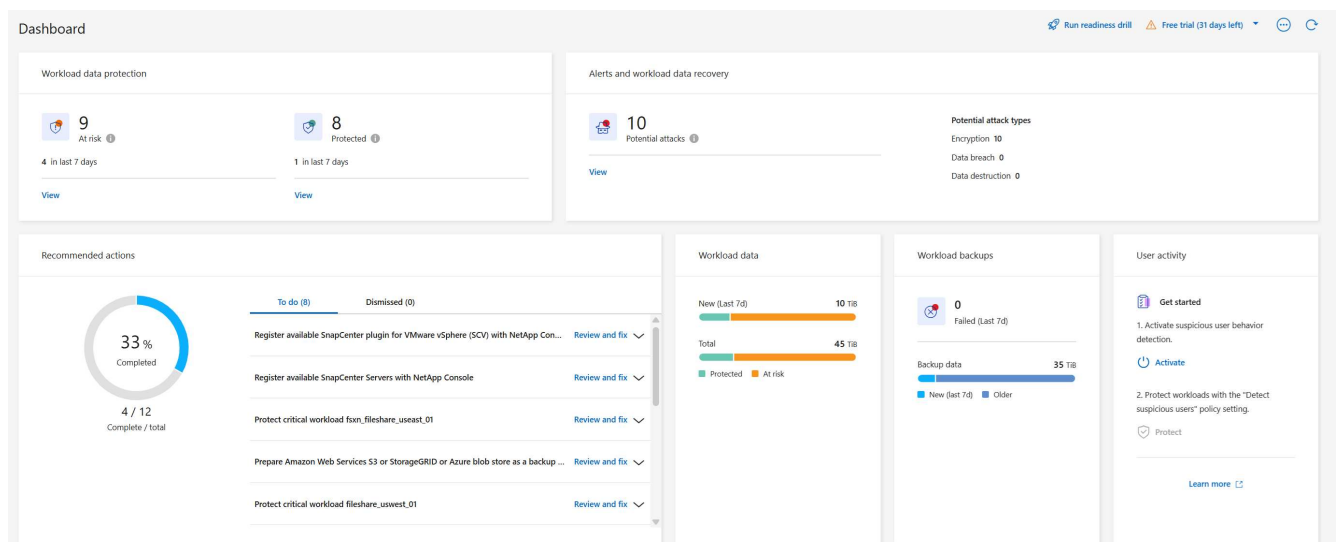 Dashboard
Run readiness drill
Free trial (31 days left)
Workload data protection
9
At risk
4 in last 7 days
View
8
Protected
1 in last 7 days
View
Alerts and workload data recovery
10
Potential attacks
View
Potential attack types
Encryption 10
Data breach 0
Data destruction 0
Recommended actions
33 %
Completed
4 / 12
Complete / total
To do (8) Dismissed (0)
Register available SnapCenter plugin for VMware vSphere (SCV) with NetApp Con... Review and fix
Register available SnapCenter Servers with NetApp Console Review and fix
Protect critical workload fsxn_fileshare_useast_01 Review and fix
Prepare Amazon Web Services S3 or StorageGRID or Azure blob store as a backup ... Review and fix
Protect critical workload fileshare_uswest_01 Review and fix
Workload data
New (Last 7d) 10 TiB
Total 45 TiB
Protected At risk
Workload backups
0
Failed (Last 7d)
Backup data 35 TiB
New (last 7d) Older
User activity
Get started
1. Activate suspicious user behavior
detection.
Activate
2. Protect workloads with the "Detect
suspicious users" policy setting.
Protect
Learn more